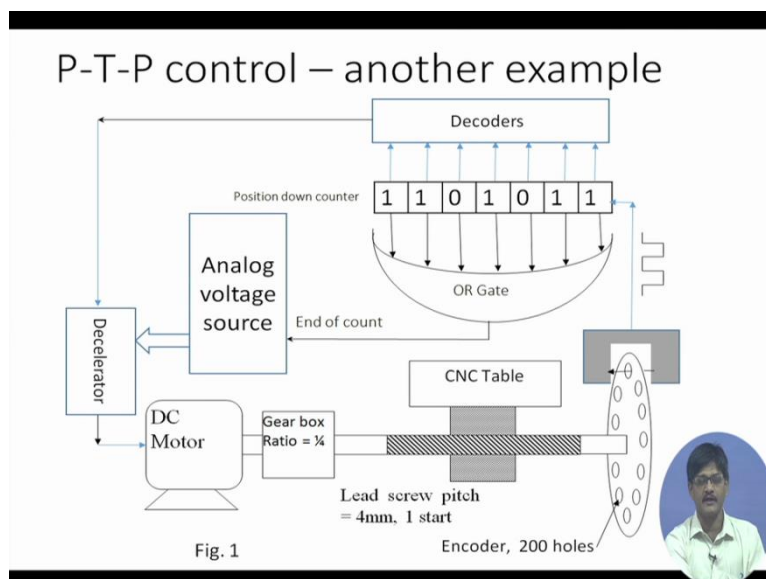 P-T-P control – another example
Decoders
Position down counter
1 1 0 1 0 1 1
Analog
voltage
source
OR Gate
End of count
Decelerator
CNC Table
DC
Motor
Gear box
Ratio = ¼
Lead screw pitch
= 4mm, 1 start
Fig. 1
Encoder, 200 holes